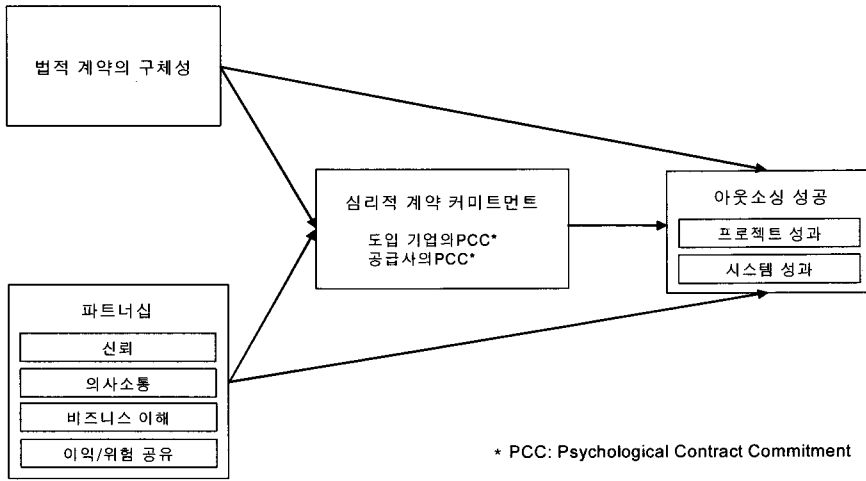 법적 계약의 구체성
심리적 계약 커미트먼트
도입 기업의PCC*
공급사의PCC*
아웃소싱 성공
프로젝트 성과
시스템 성과
파트너십
신뢰
의사소통
비즈니스 이해
이익/위험 공유
* PCC: Psychological Contract Commitment